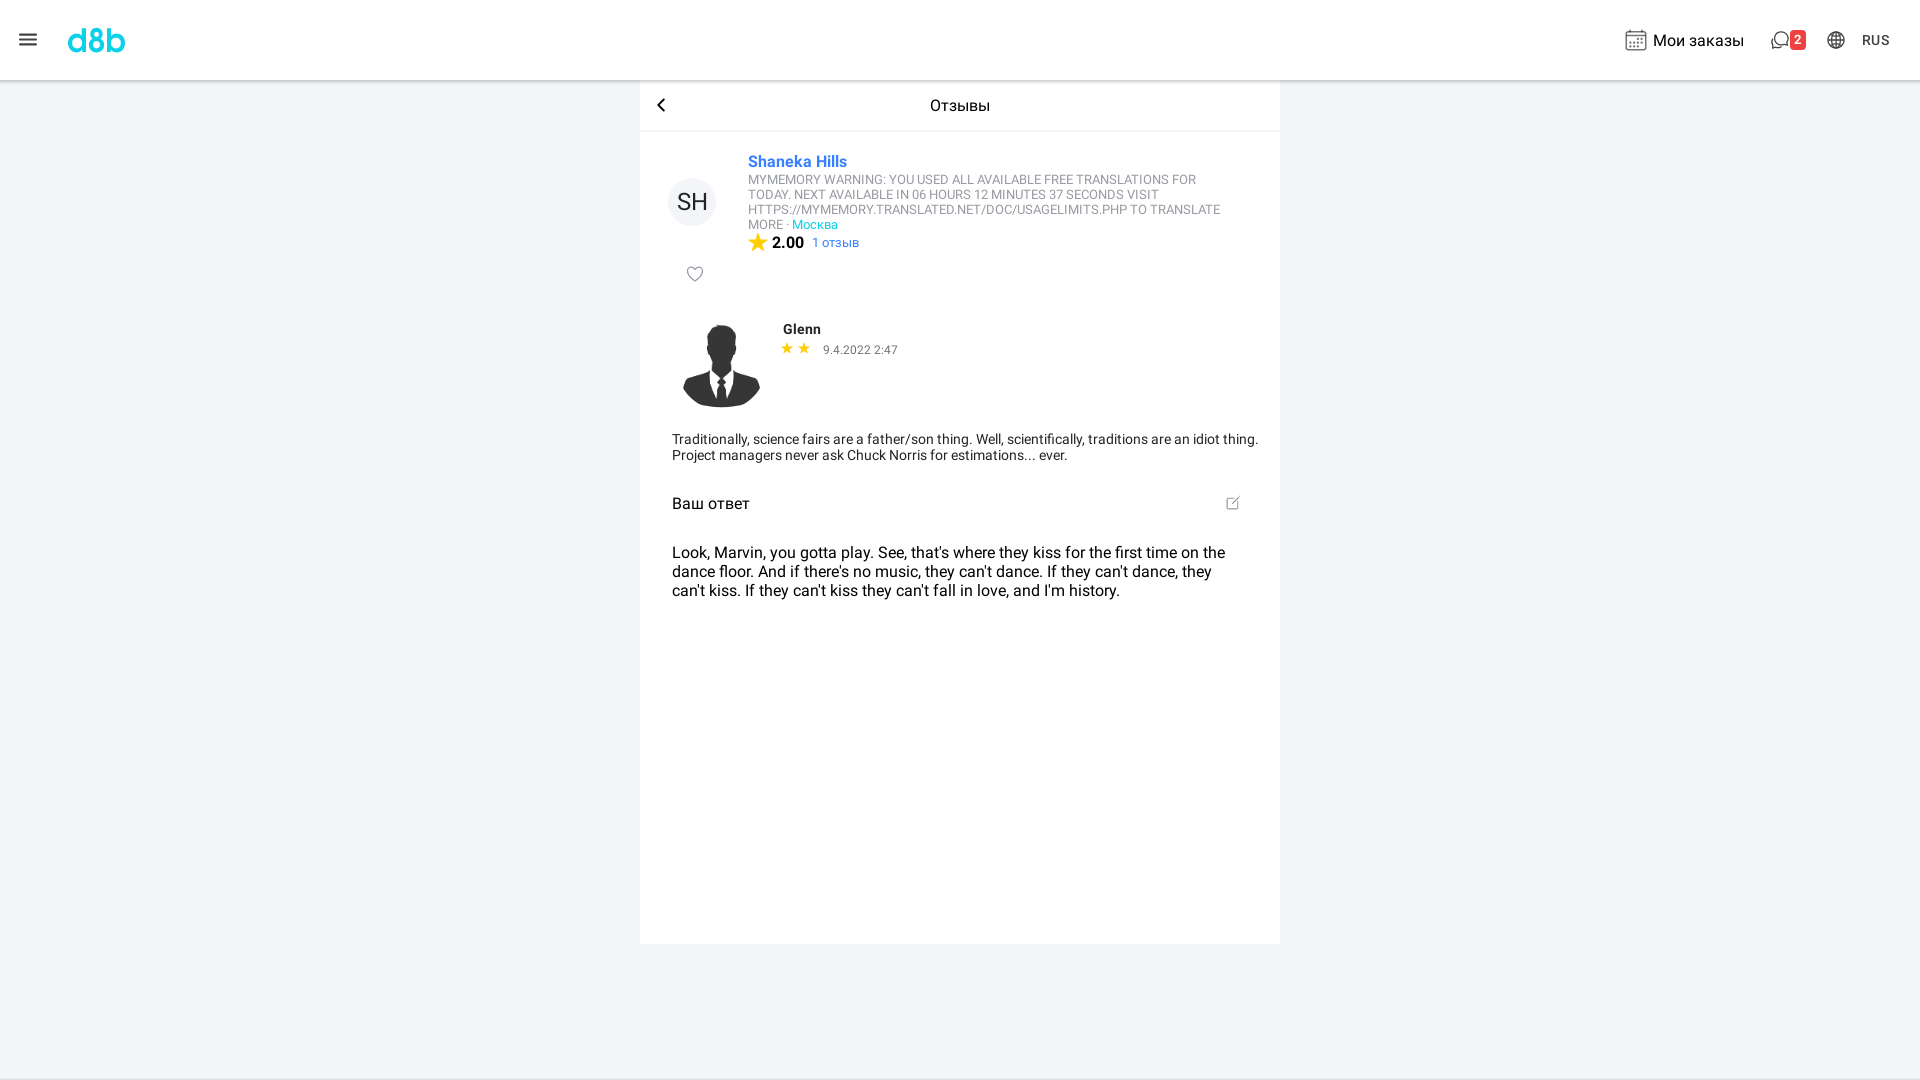 d8b
Мои заказы
2
RUS
Отзывы
SH
Shaneka Hills
MYMEMORY WARNING: YOU USED ALL AVAILABLE FREE TRANSLATIONS FOR
TODAY. NEXT AVAILABLE IN 06 HOURS 12 MINUTES 37 SECONDS VISIT
HTTPS://MYMEMORY.TRANSLATED.NET/DOC/USAGELIMITS.PHP TO TRANSLATE
MORE · Москва
2.00 1 отзыв
Glenn
9.4.2022 2:47
Traditionally, science fairs are a father/son thing. Well, scientifically, traditions are an idiot thing.
Project managers never ask Chuck Norris for estimations... ever.
Ваш ответ
Look, Marvin, you gotta play. See, that's where they kiss for the first time on the
dance floor. And if there's no music, they can't dance. If they can't dance, they
can't kiss. If they can't kiss they can't fall in love, and I'm history.